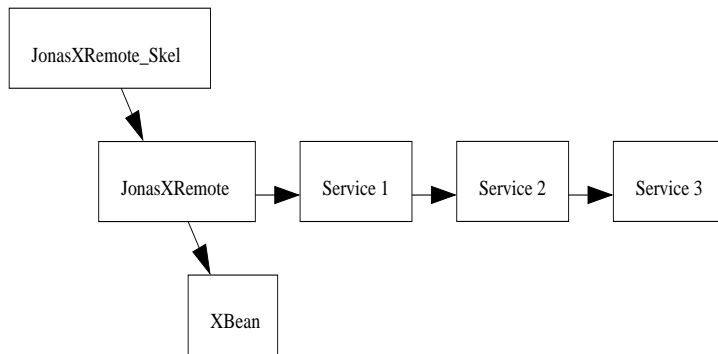 JonasXRemote_Skel
JonasXRemote
Service 1
Service 2
Service 3
XBean